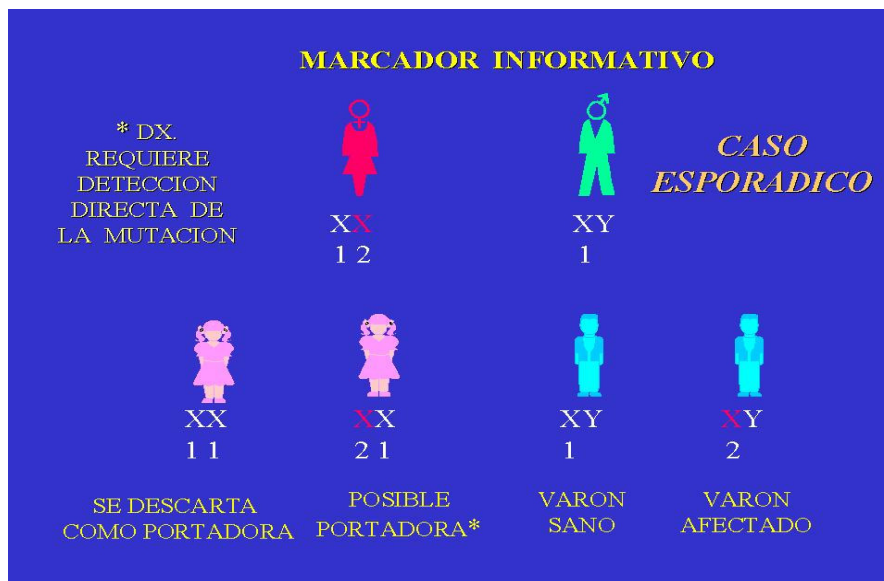 MARCADOR INFORMATIVO
* DX.
REQUIERE
DETECCION
DIRECTA DE
LA MUTACION
CASO
ESPORADICO
XX
1 2
XY
1
XX
1 1
XX
2 1
XY
1
XY
2
SE DESCARTA
COMO PORTADORA
POSIBLE
PORTADORA*
VARON
SANO
VARON
AFECTADO